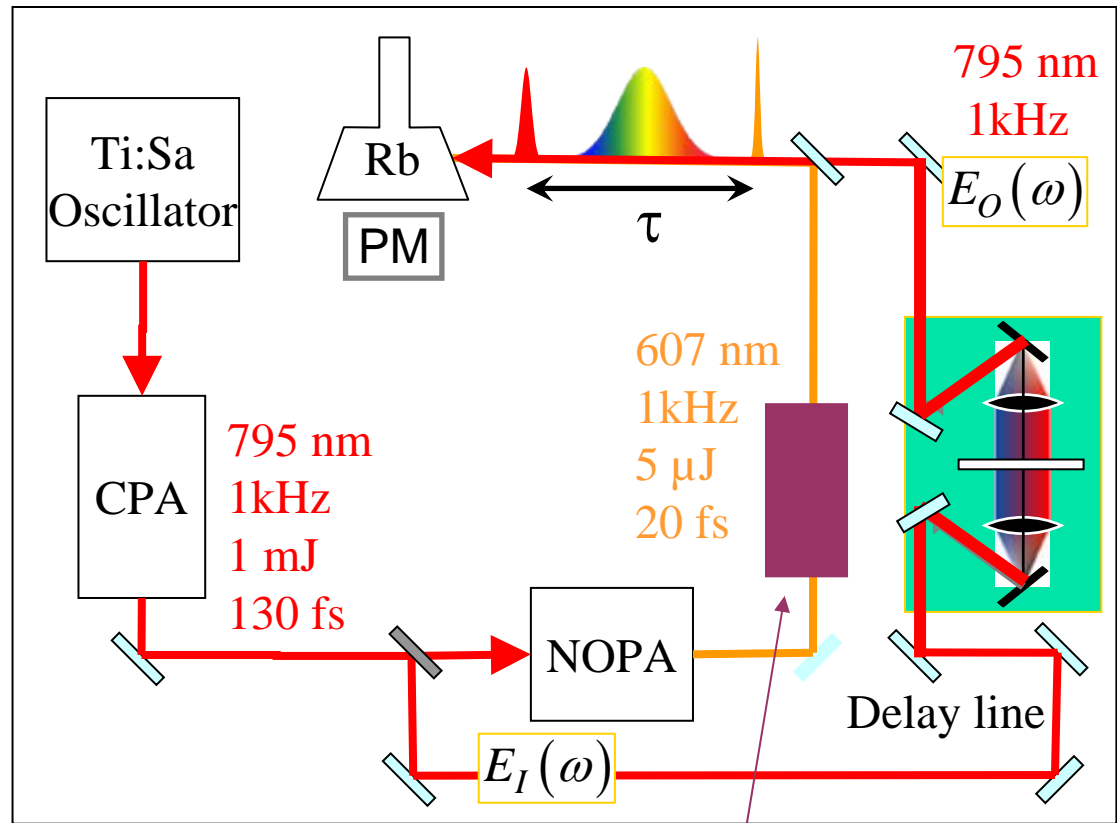 Ti:Sa
Oscillator
Rb
PM
τ
795 nm
1kHz
E_O(ω)
CPA
795 nm
1kHz
1 mJ
130 fs
607 nm
1kHz
5 µJ
20 fs
NOPA
Delay line
E_I(ω)